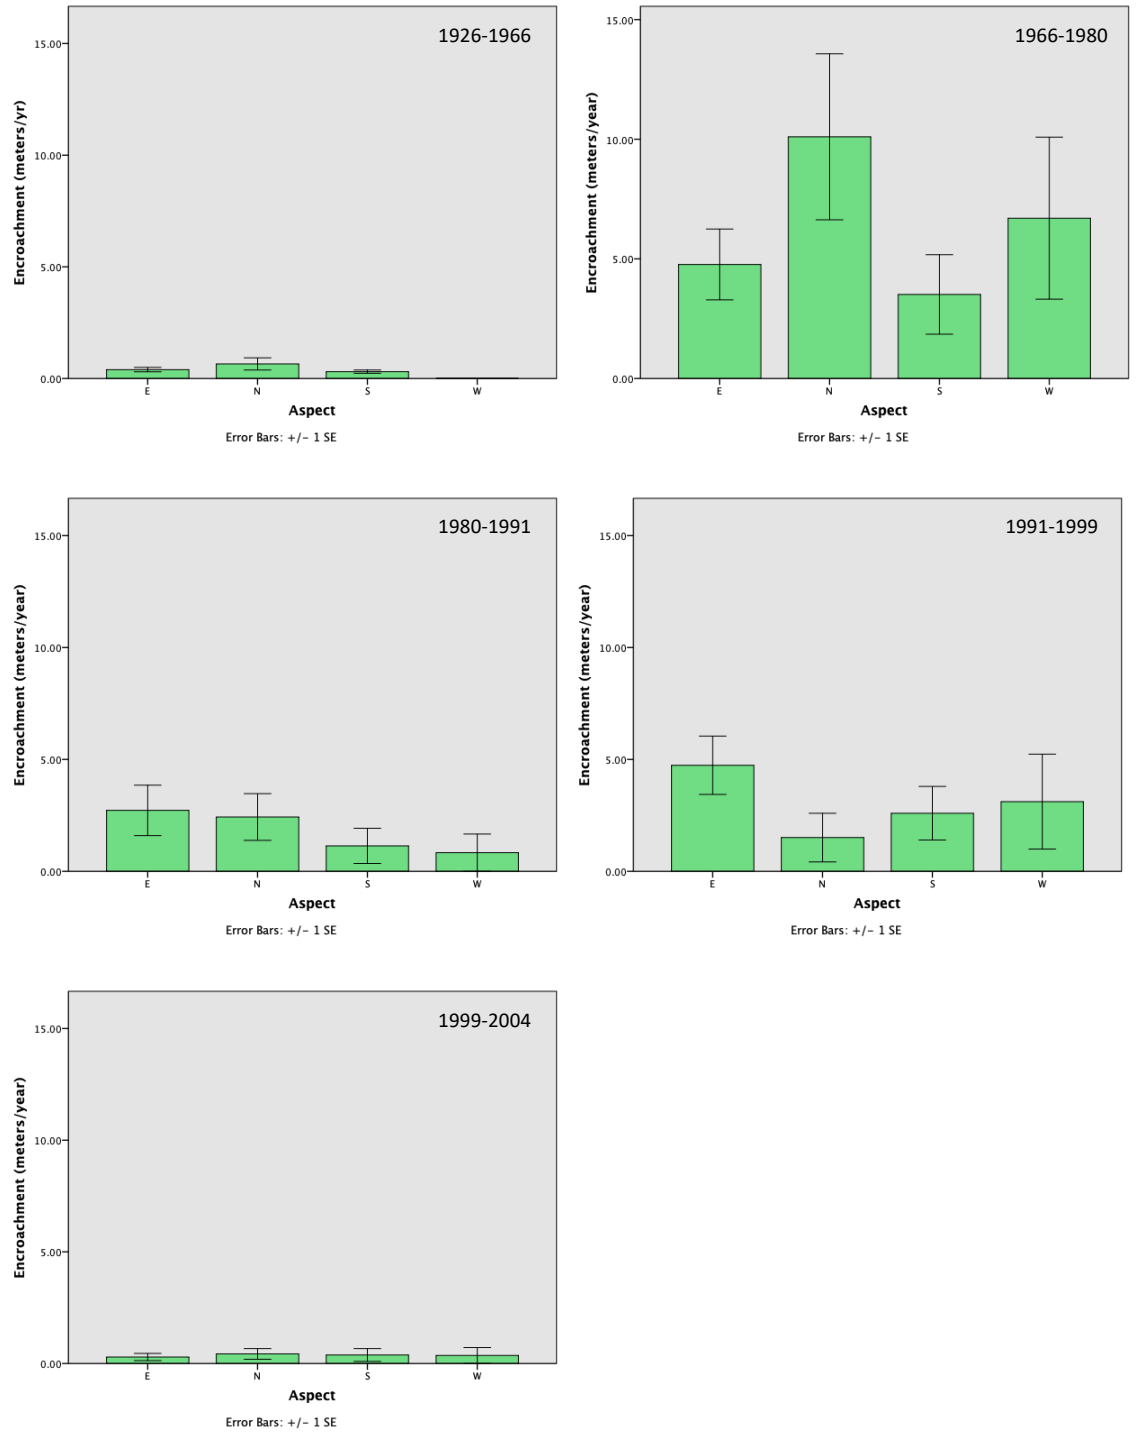 1926-1966
Encroachment (meters/yr)
15.00
10.00
5.00
0.00
E N S W
Aspect
Error Bars: +/- 1 SE
1966-1980
Encroachment (meters/year)
15.00
10.00
5.00
0.00
E N S W
Aspect
Error Bars: +/- 1 SE
1980-1991
Encroachment (meters/year)
15.00
10.00
5.00
0.00
E N S W
Aspect
Error Bars: +/- 1 SE
1991-1999
Encroachment (meters/year)
15.00
10.00
5.00
0.00
E N S W
Aspect
Error Bars: +/- 1 SE
1999-2004
Encroachment (meters/year)
15.00
10.00
5.00
0.00
E N S W
Aspect
Error Bars: +/- 1 SE